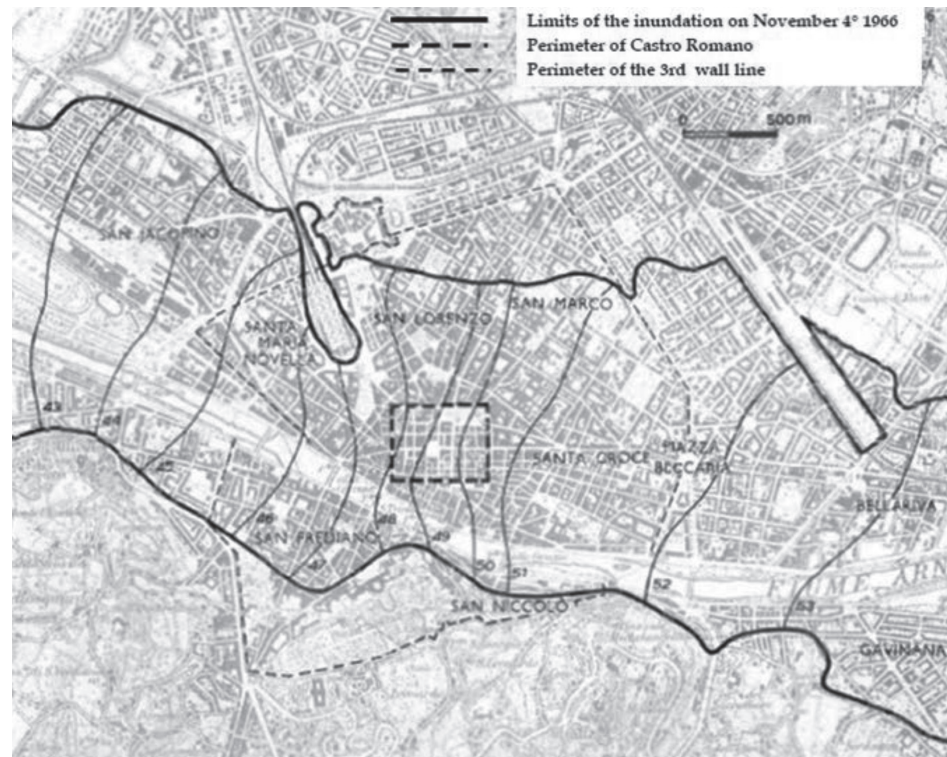 Limits of the inundation on November 4° 1966
Perimeter of Castro Romano
Perimeter of the 3rd wall line
0 500 m
SAN JACOPINO
SANTA
MARIA
NOVELLA
SAN LORENZO
SAN MARCO
43
44
45
46
47
48
49
50
51
52
53
SANTA CROCE
PIAZZA
BECCARIA
BELLARIVA
SAN FREDIANO
SAN NICCOLO
FIUME ARN
GAVINANA